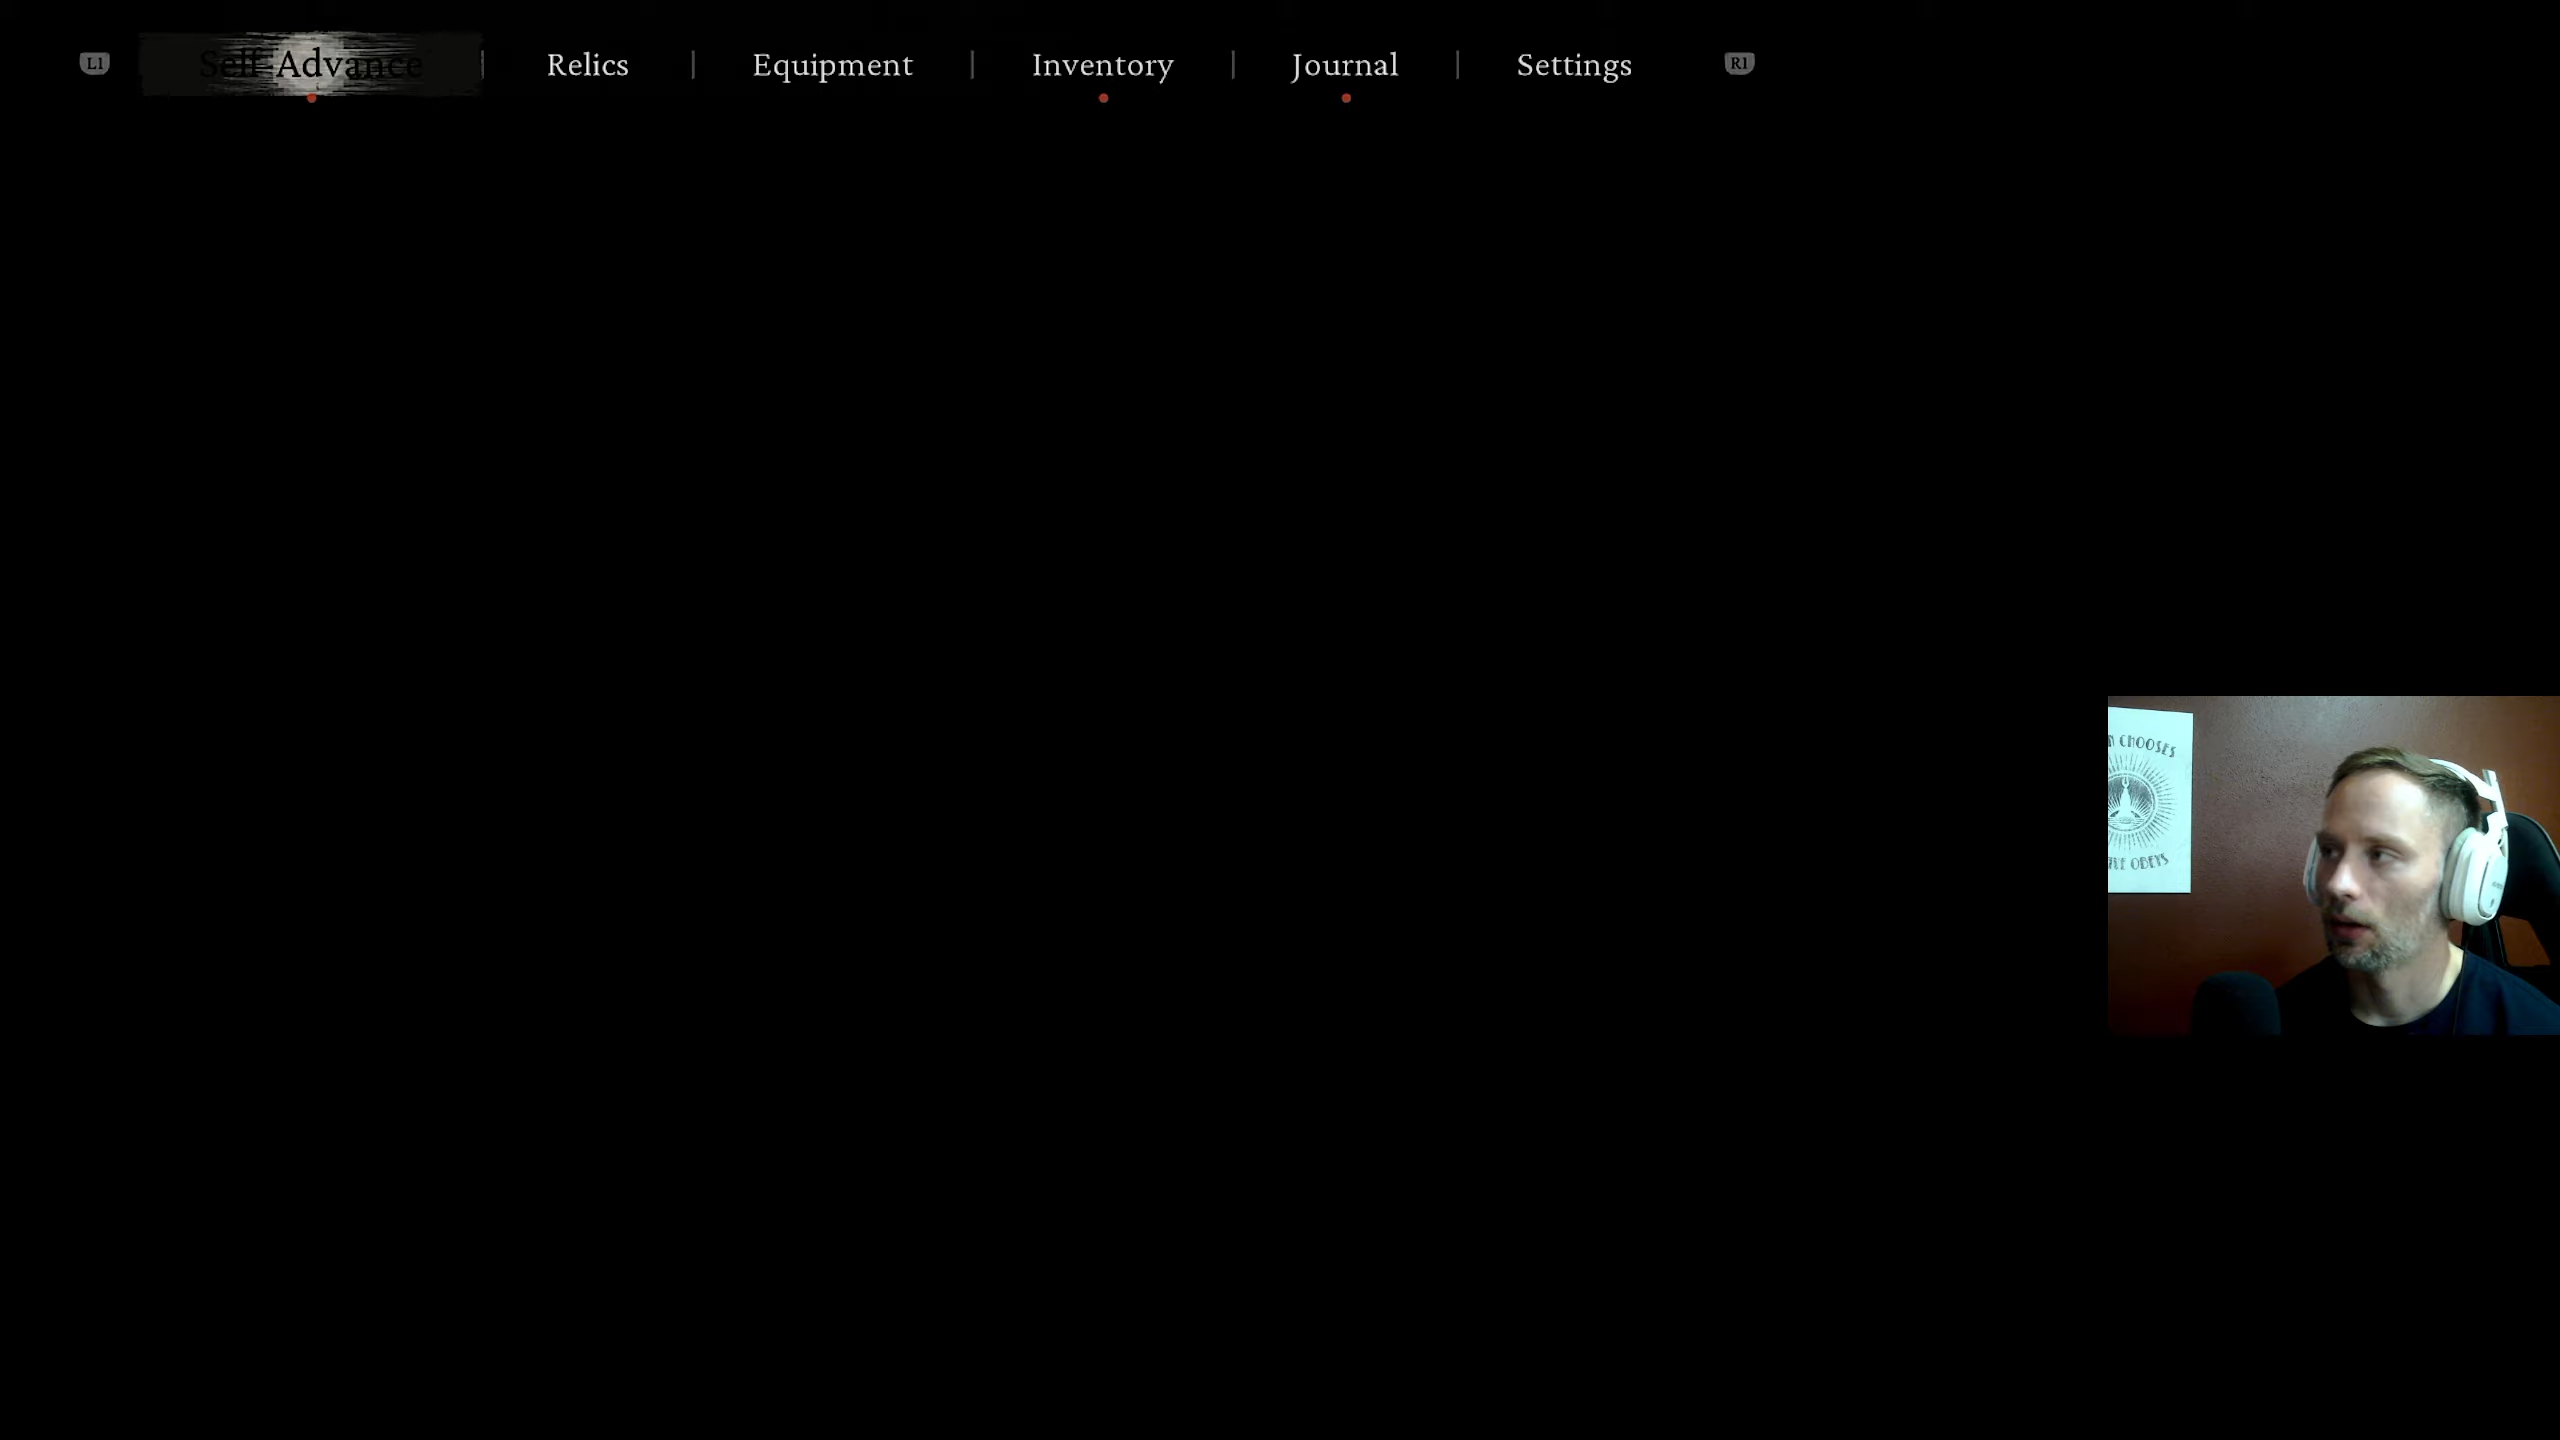 L1 Self-Advance | Relics | Equipment | Inventory | Journal | Settings R1
CHOOSES
OBEYS